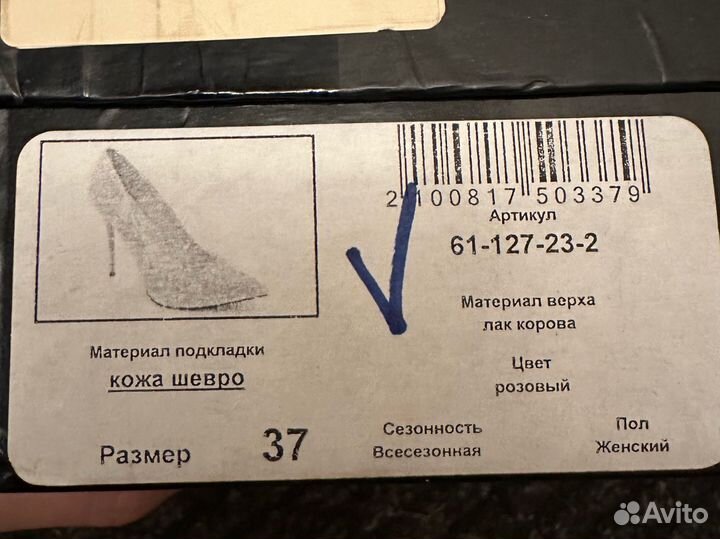 2100817 503379
Артикул
61-127-23-2
Материал верха
лак корова
Цвет
розовый
Материал подкладки
кожа шевро
Размер 37
Сезонность
Всесезонная
Пол
Женский
Avito